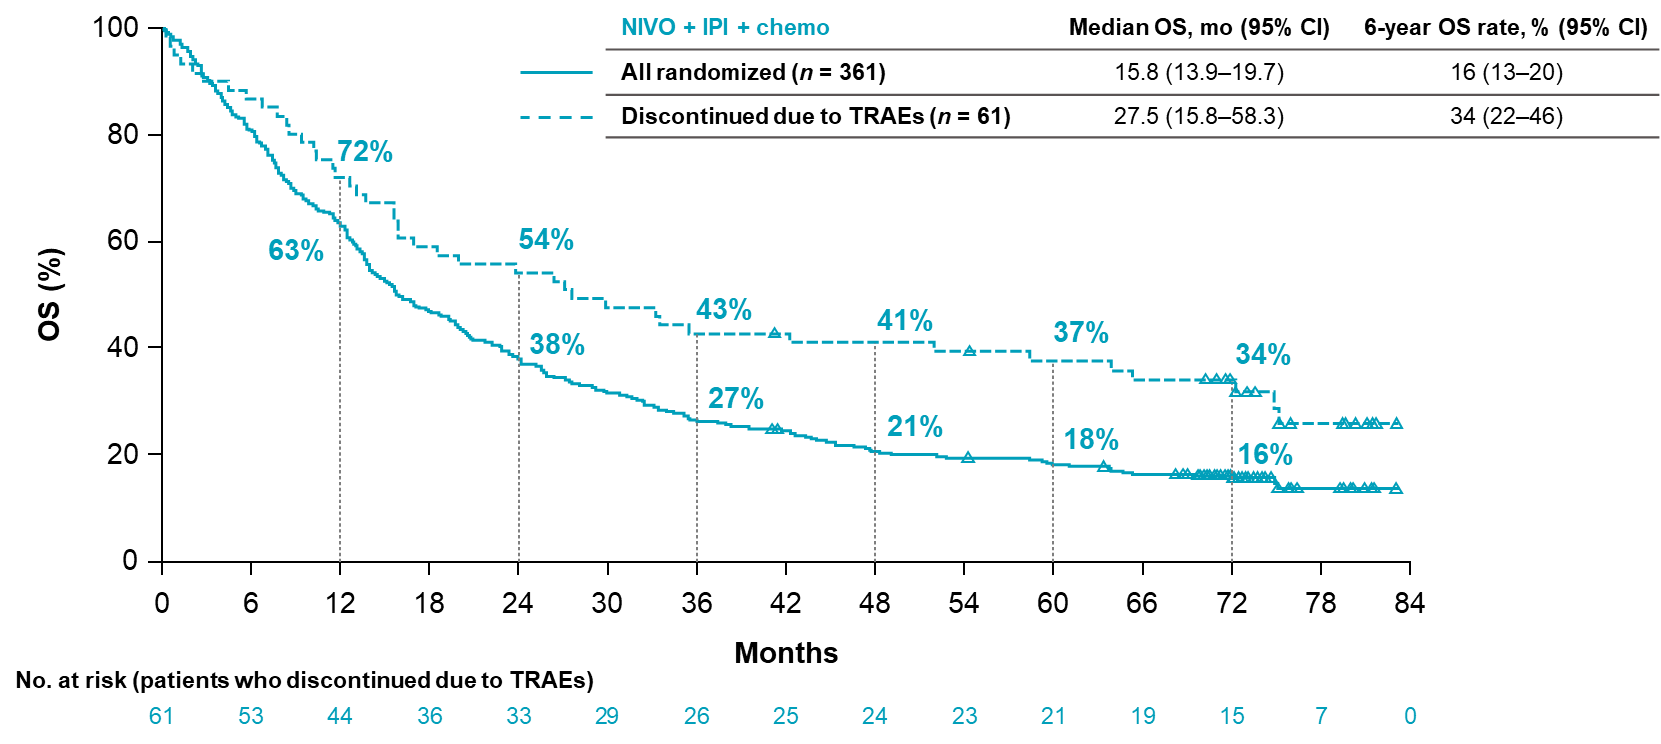 NIVO + IPI + chemo Median OS, mo (95% CI) 6-year OS rate, % (95% CI)
All randomized (n = 361) 15.8 (13.9–19.7) 16 (13–20)
Discontinued due to TRAEs (n = 61) 27.5 (15.8–58.3) 34 (22–46)
OS (%)
100
80
60
40
20
0
72%
54%
43%
41%
37%
34%
63%
38%
27%
21%
18%
16%
0 6 12 18 24 30 36 42 48 54 60 66 72 78 84
Months
No. at risk (patients who discontinued due to TRAEs)
61 53 44 36 33 29 26 25 24 23 21 19 15 7 0